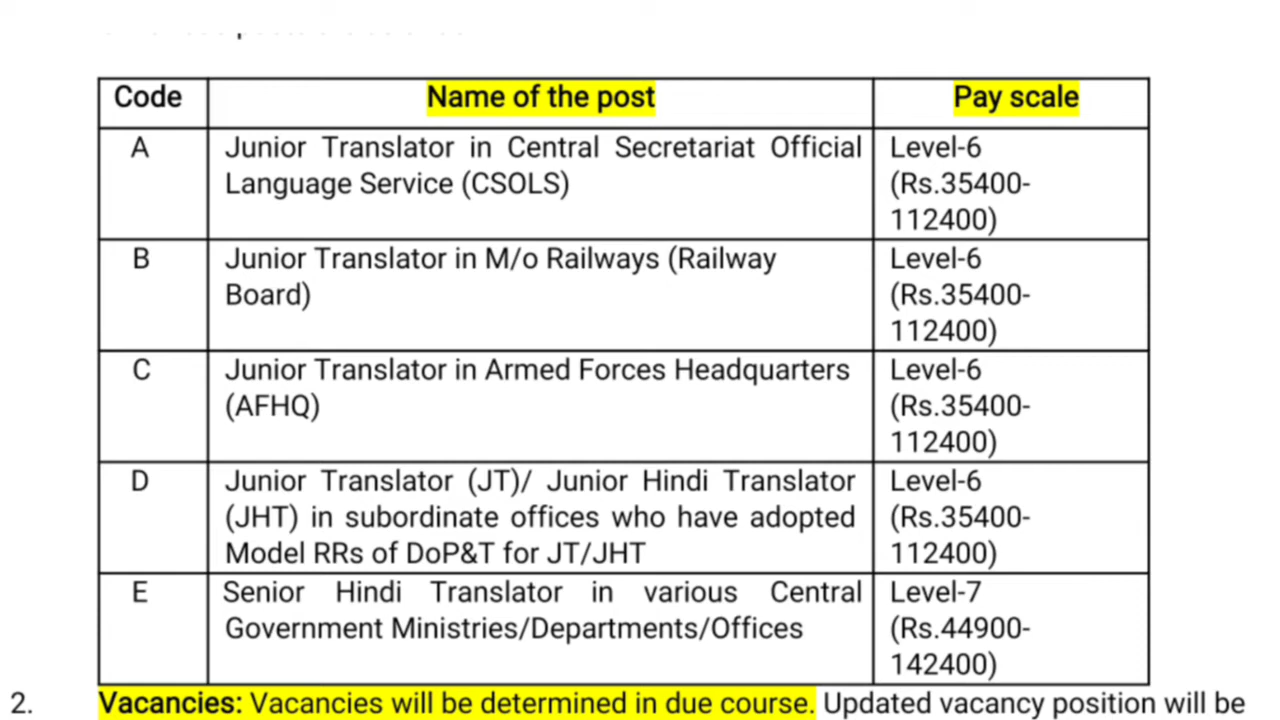 Code Name of the post Pay scale
A Junior Translator in Central Secretariat Official Level-6
Language Service (CSOLS) (Rs.35400-
112400)
B Junior Translator in M/o Railways (Railway Level-6
Board) (Rs.35400-
112400)
C Junior Translator in Armed Forces Headquarters Level-6
(AFHQ) (Rs.35400-
112400)
D Junior Translator (JT)/ Junior Hindi Translator Level-6
(JHT) in subordinate offices who have adopted (Rs.35400-
Model RRs of DoP&T for JT/JHT 112400)
E Senior Hindi Translator in various Central Level-7
Government Ministries/Departments/Offices (Rs.44900-
142400)
2. Vacancies: Vacancies will be determined in due course. Updated vacancy position will be